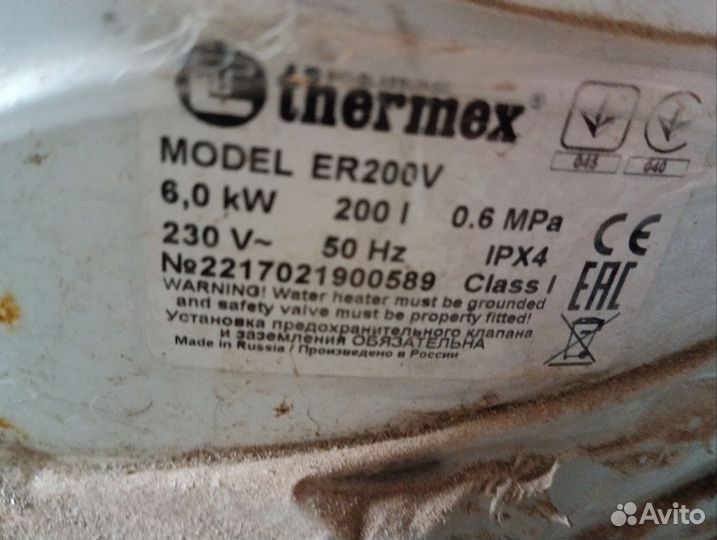 thermex®
MODEL ER200V
6,0 kW 200 l 0.6 MPa
230 V~ 50 Hz IPX4
№2217021900589 Class I
WARNING! Water heater must be grounded
and safety valve must be property fitted!
Установка предохранительного клапана
и заземления ОБЯЗАТЕЛЬНА
Made in Russia / Произведено в России
CE
EAC
Avito